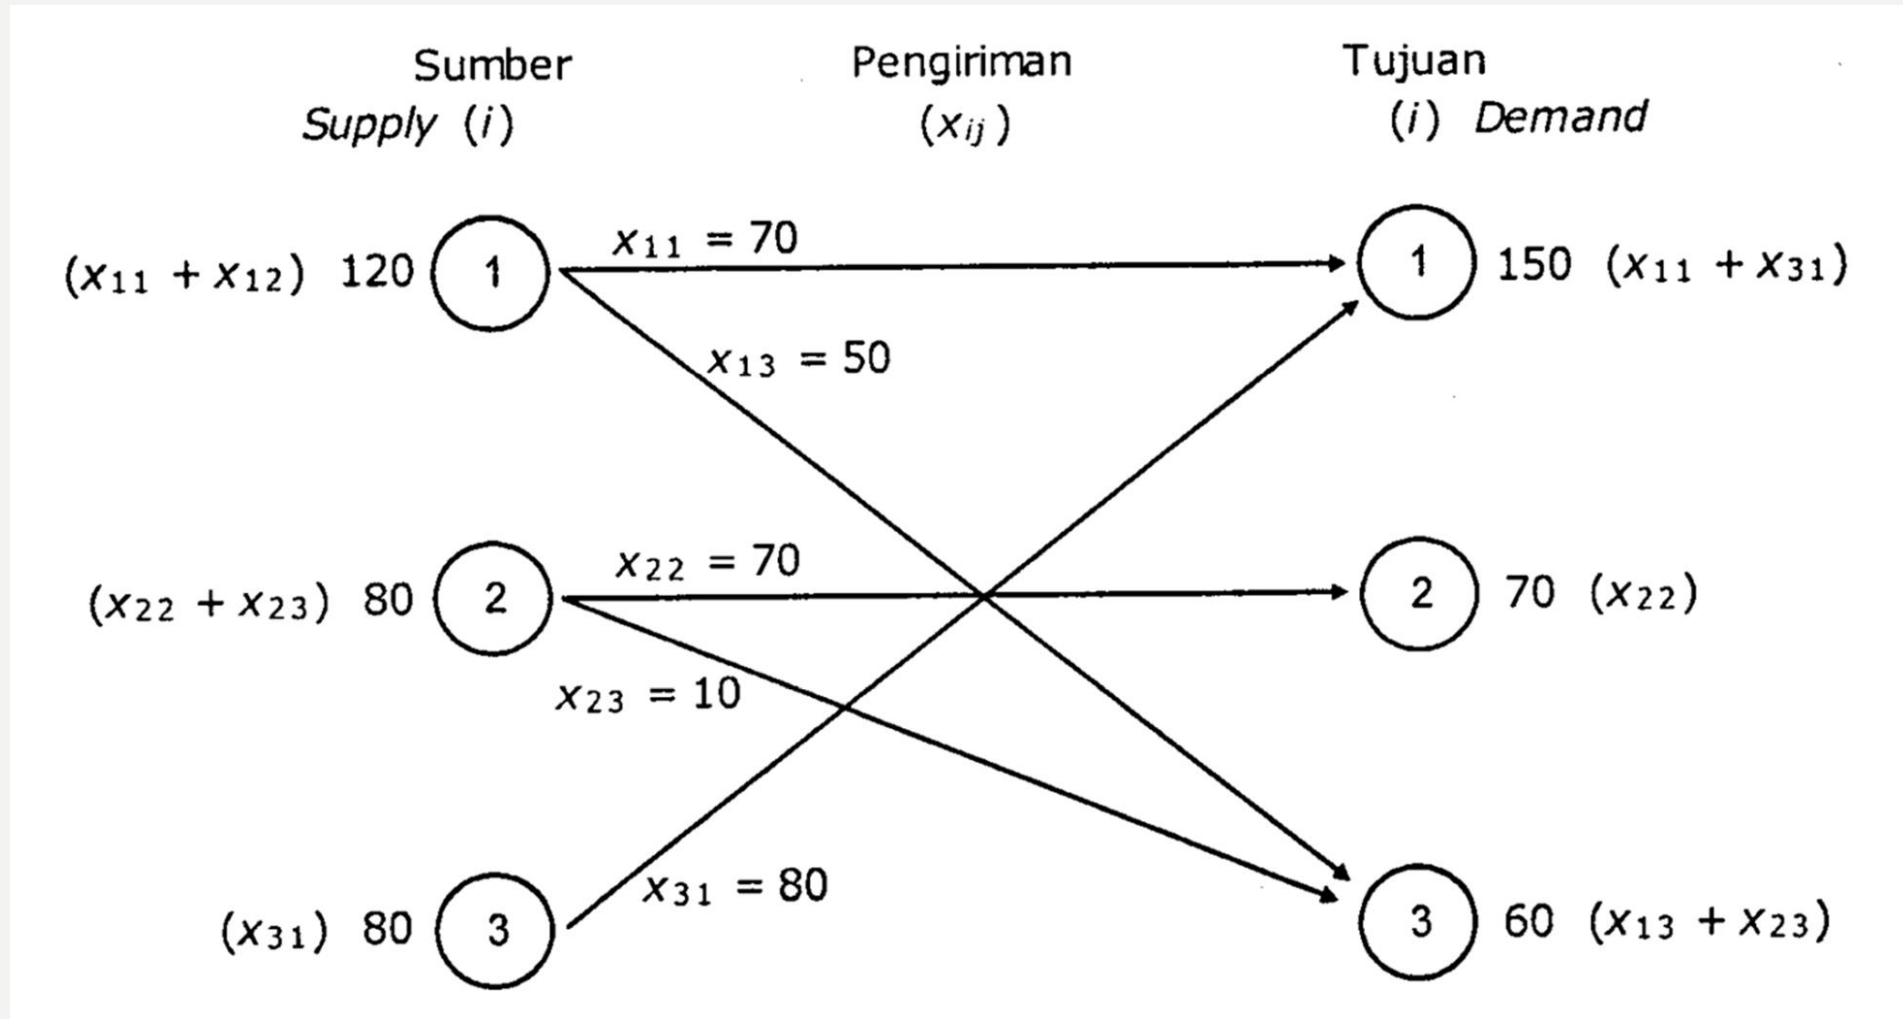 Sumber Pengiriman Tujuan
Supply (i) (xij) (i) Demand
(x11 + x12) 120 1 x11 = 70 1 150 (x11 + x31)
x13 = 50
(x22 + x23) 80 2 x22 = 70 2 70 (x22)
x23 = 10
x31 = 80
(x31) 80 3 3 60 (x13 + x23)